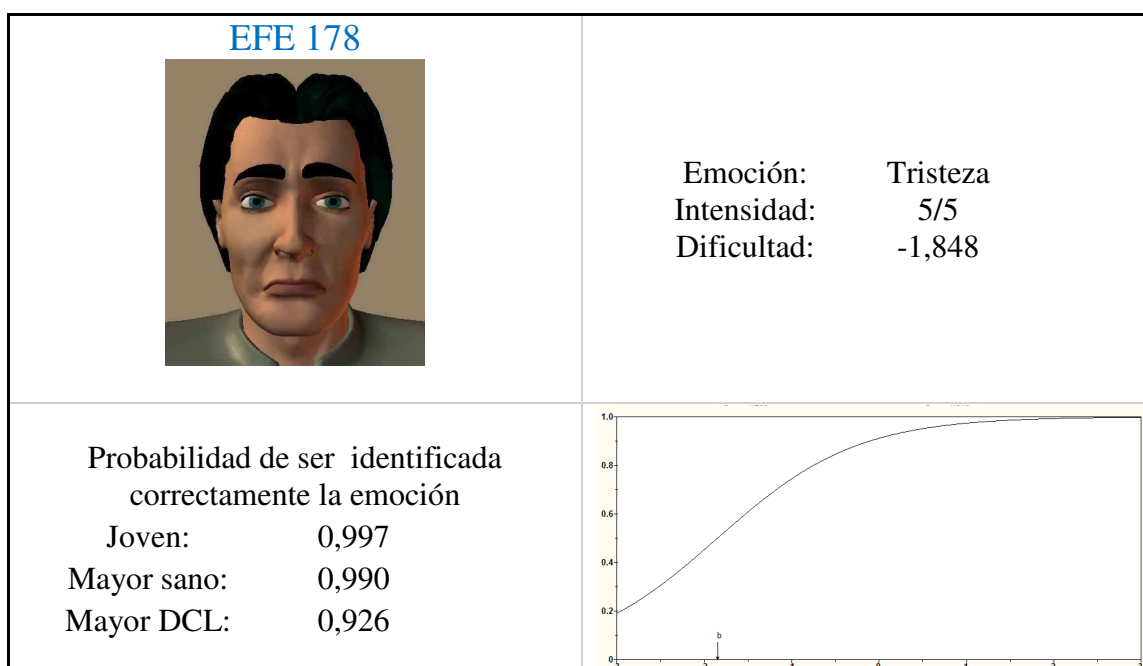 EFE 178
Emoción: Tristeza
Intensidad: 5/5
Dificultad: -1,848
Probabilidad de ser identificada
correctamente la emoción
Joven: 0,997
Mayor sano: 0,990
Mayor DCL: 0,926
1.0
0.8
0.6
0.4
0.2
b
0